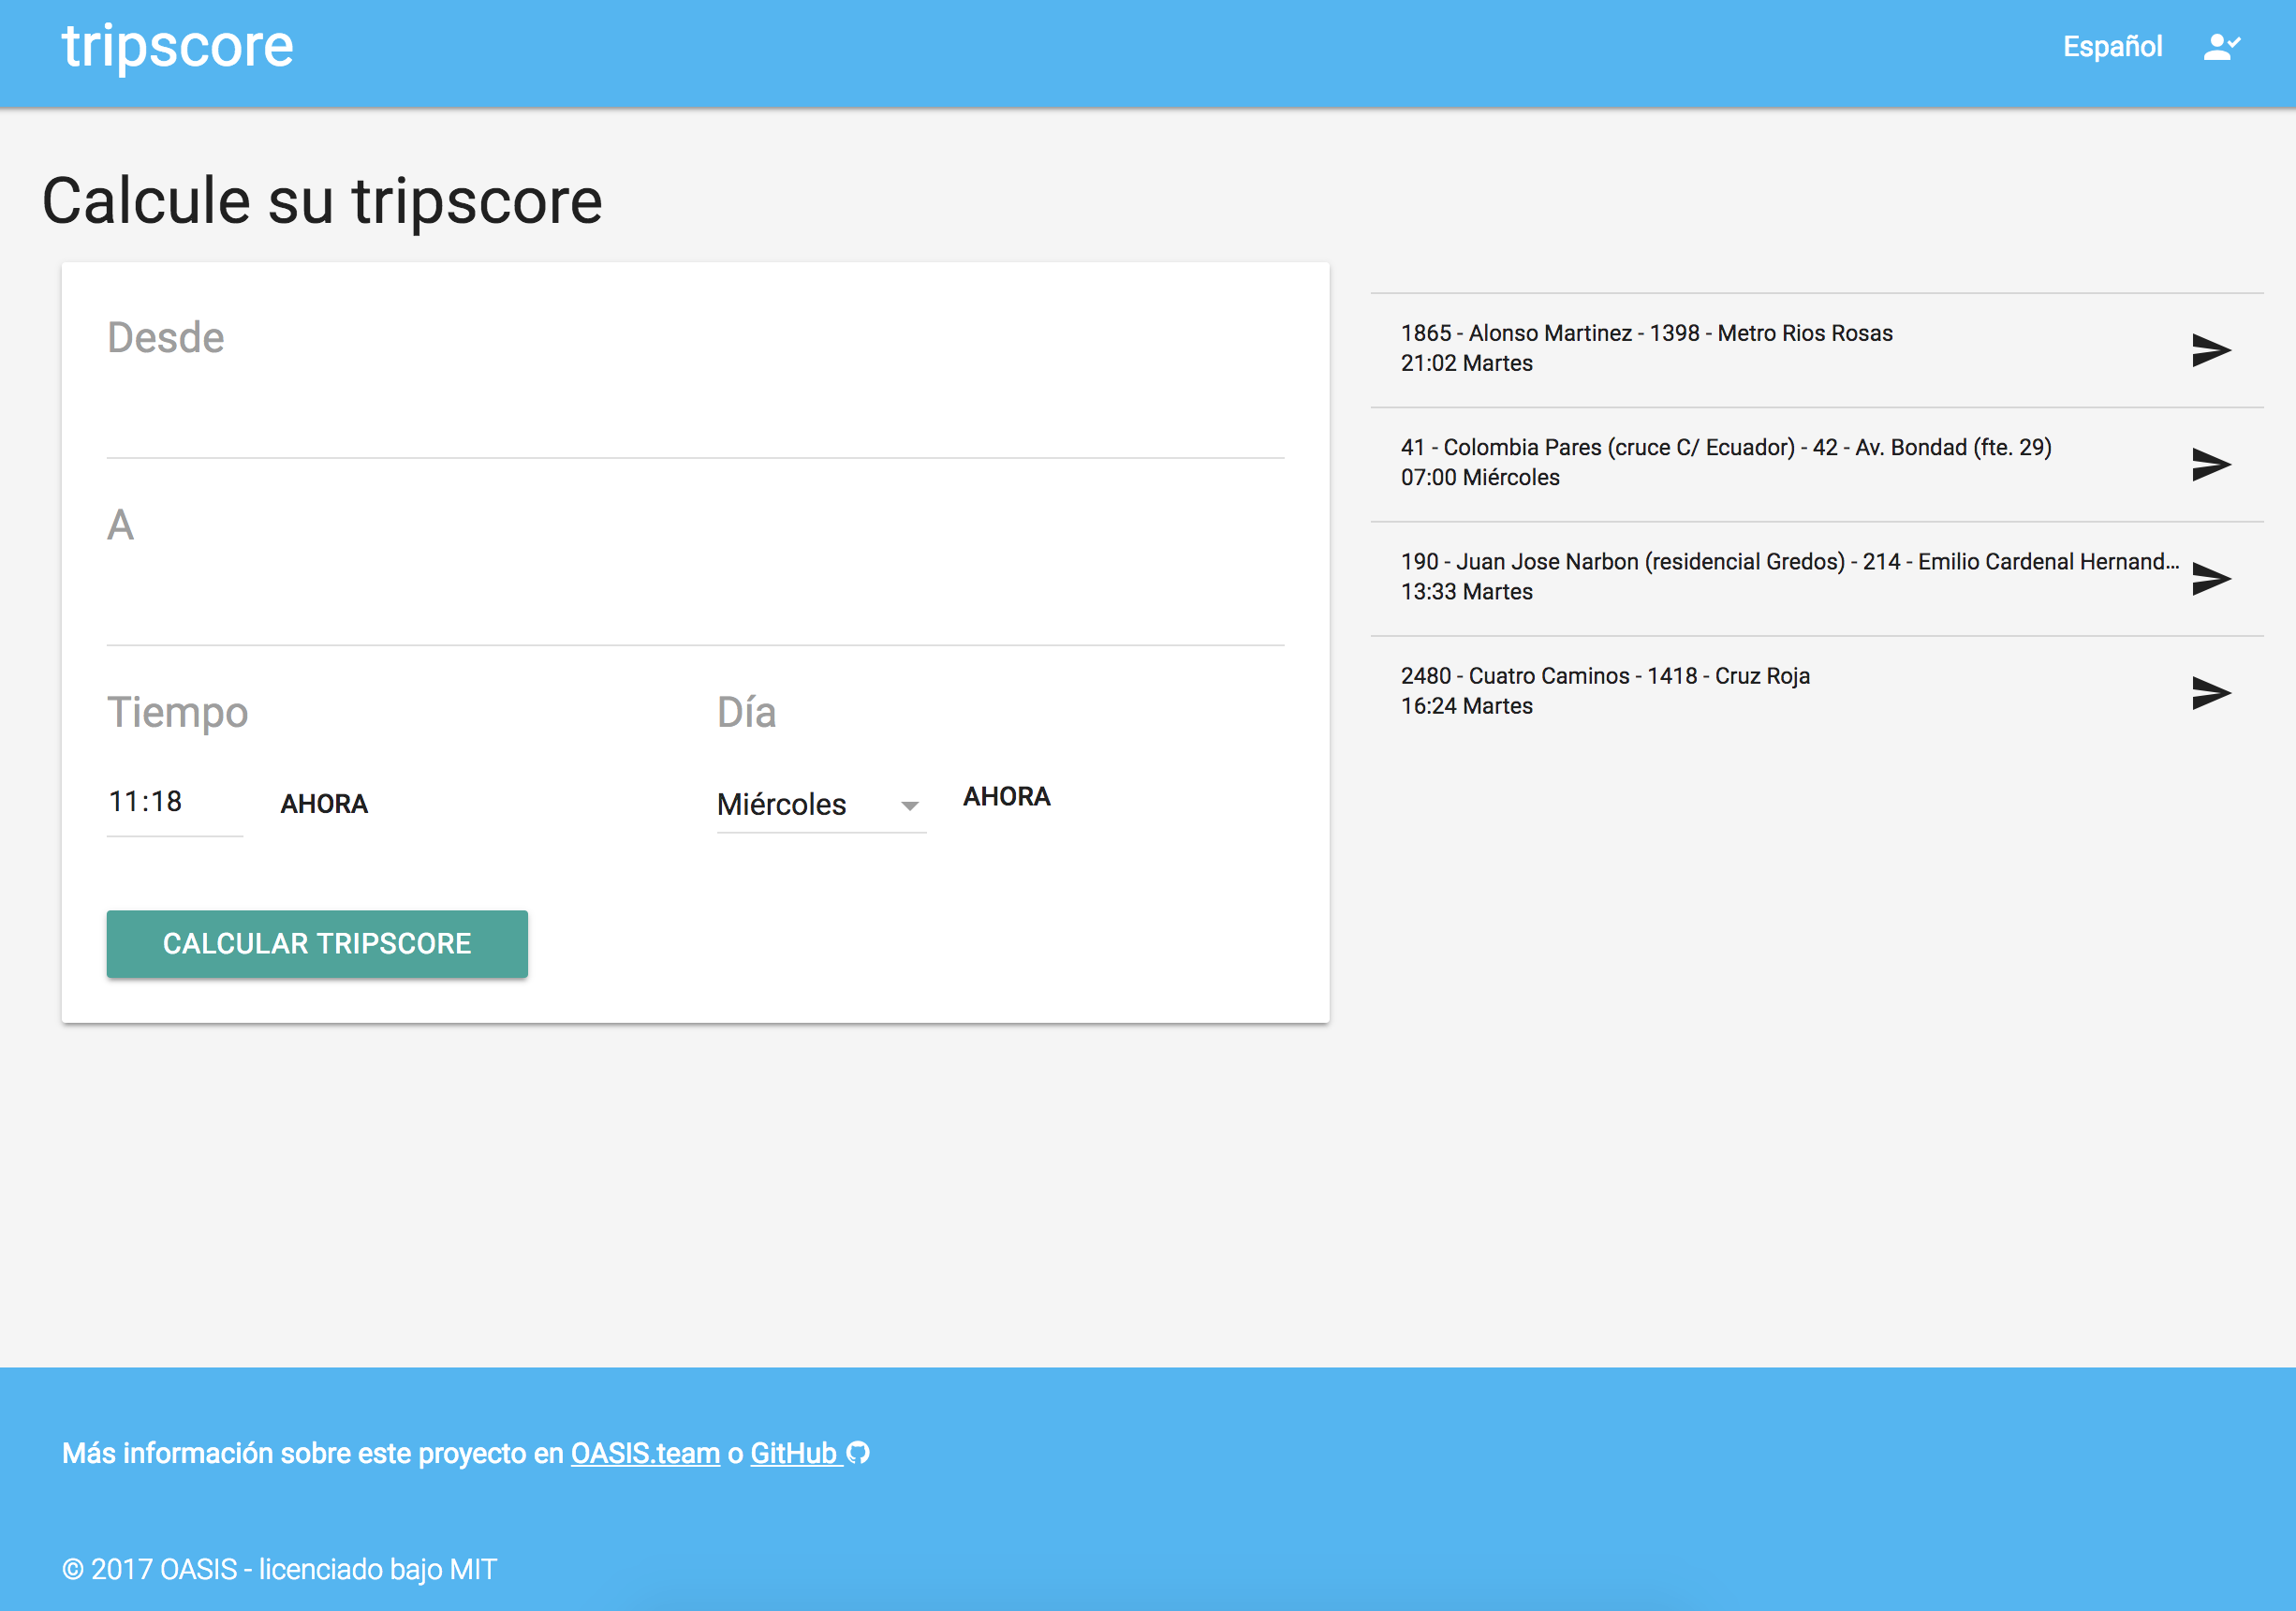 tripscore
Español
Calcule su tripscore
Desde
A
Tiempo
Día
11:18
AHORA
Miércoles
AHORA
CALCULAR TRIPSCORE
1865 - Alonso Martinez - 1398 - Metro Rios Rosas
21:02 Martes
41 - Colombia Pares (cruce C/ Ecuador) - 42 - Av. Bondad (fte. 29)
07:00 Miércoles
190 - Juan Jose Narbon (residencial Gredos) - 214 - Emilio Cardenal Hernand...
13:33 Martes
2480 - Cuatro Caminos - 1418 - Cruz Roja
16:24 Martes
Más información sobre este proyecto en OASIS.team o GitHub
© 2017 OASIS - licenciado bajo MIT